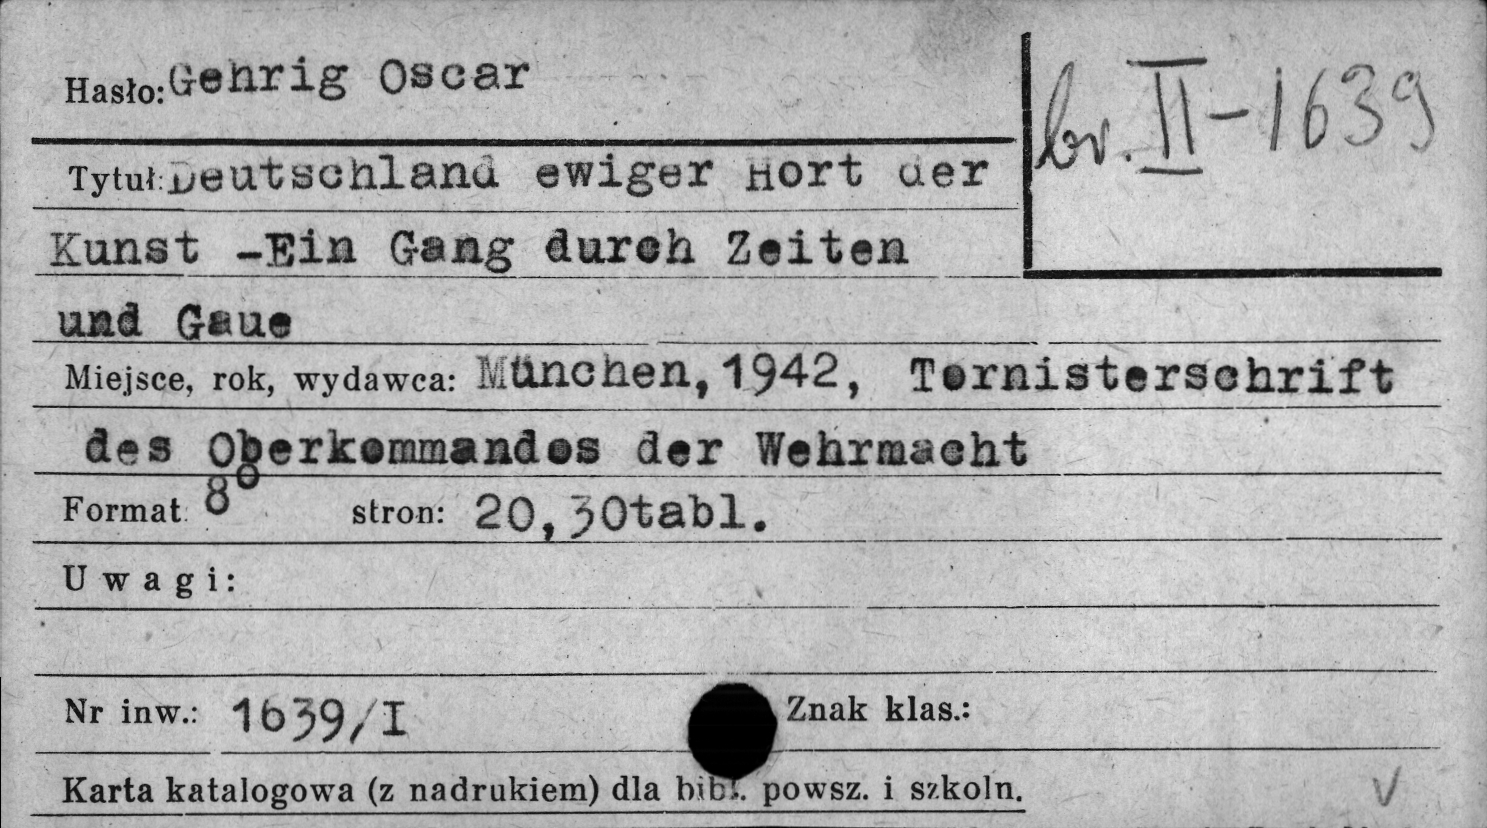 Hasło: Gehrig Oscar
br. II-1639
Tytuł: Deutschland ewiger Hort der
Kunst -Ein Gang durch Zeiten
und Gaue
Miejsce, rok, wydawca: München,1942, Tornisterschrift
des Oberkommandos der Wehrmacht
Format 8° stron: 20,30tabl.
Uwagi:
Nr inw.: 1639/I Znak klas.:
Karta katalogowa (z nadrukiem) dla bibl. powsz. i szkoln.
V